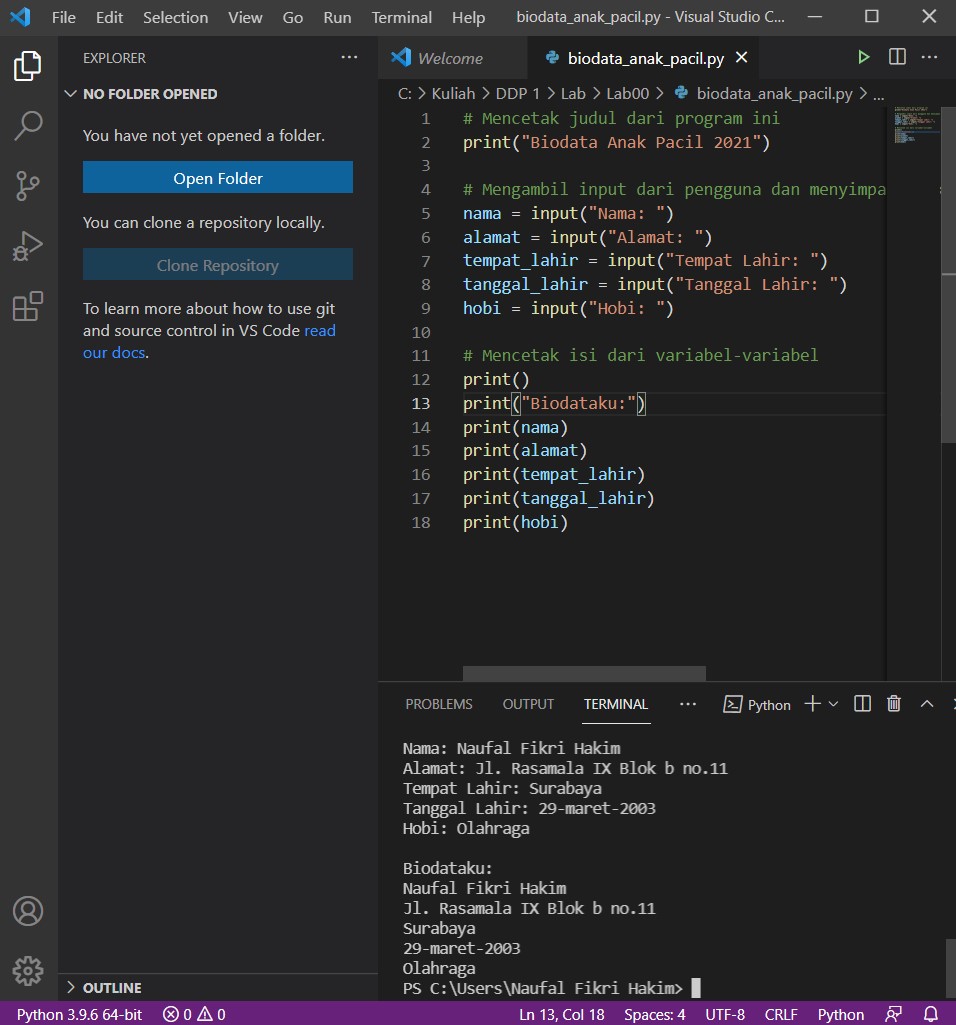 File Edit Selection View Go Run Terminal Help biodata_anak_pacil.py - Visual Studio C...
EXPLORER ...
NO FOLDER OPENED
You have not yet opened a folder.
Open Folder
You can clone a repository locally.
Clone Repository
To learn more about how to use git
and source control in VS Code read
our docs.
OUTLINE
Welcome
biodata_anak_pacil.py
C: > Kuliah > DDP 1 > Lab > Lab00 > biodata_anak_pacil.py > ...
1 # Mencetak judul dari program ini
2 print("Biodata Anak Pacil 2021")
3
4 # Mengambil input dari pengguna dan menyimpa
5 nama = input("Nama: ")
6 alamat = input("Alamat: ")
7 tempat_lahir = input("Tempat Lahir: ")
8 tanggal_lahir = input("Tanggal Lahir: ")
9 hobi = input("Hobi: ")
10
11 # Mencetak isi dari variabel-variabel
12 print()
13 print("Biodataku:")
14 print(nama)
15 print(alamat)
16 print(tempat_lahir)
17 print(tanggal_lahir)
18 print(hobi)
PROBLEMS OUTPUT TERMINAL ... Python
Nama: Naufal Fikri Hakim
Alamat: Jl. Rasamala IX Blok b no.11
Tempat Lahir: Surabaya
Tanggal Lahir: 29-maret-2003
Hobi: Olahraga
Biodataku:
Naufal Fikri Hakim
Jl. Rasamala IX Blok b no.11
Surabaya
29-maret-2003
Olahraga
PS C:\Users\Naufal Fikri Hakim>
Python 3.9.6 64-bit 0 0 Ln 13, Col 18 Spaces: 4 UTF-8 CRLF Python